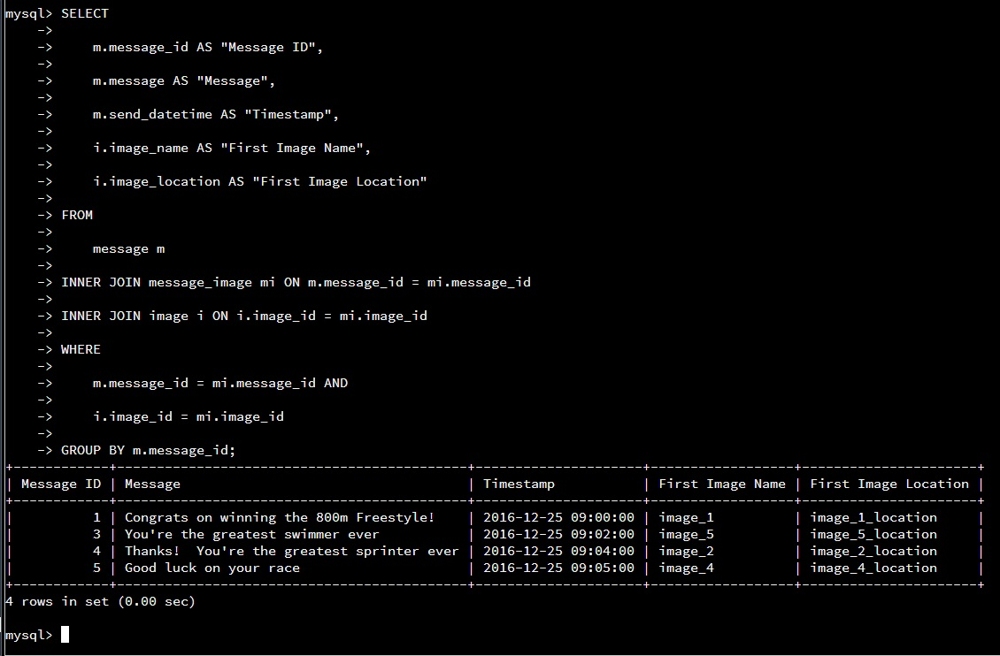 mysql> SELECT
    ->
    ->     m.message_id AS "Message ID",
    ->
    ->     m.message AS "Message",
    ->
    ->     m.send_datetime AS "Timestamp",
    ->
    ->     i.image_name AS "First Image Name",
    ->
    ->     i.image_location AS "First Image Location"
    ->
    -> FROM
    ->
    ->     message m
    ->
    -> INNER JOIN message_image mi ON m.message_id = mi.message_id
    ->
    -> INNER JOIN image i ON i.image_id = mi.image_id
    ->
    -> WHERE
    ->
    ->     m.message_id = mi.message_id AND
    ->
    ->     i.image_id = mi.image_id
    ->
    -> GROUP BY m.message_id;
+------------+--------------------------------------------+---------------------+------------------+----------------------+
| Message ID | Message                                    | Timestamp           | First Image Name | First Image Location |
+------------+--------------------------------------------+---------------------+------------------+----------------------+
|          1 | Congrats on winning the 800m Freestyle!    | 2016-12-25 09:00:00 | image_1          | image_1_location     |
|          3 | You're the greatest swimmer ever           | 2016-12-25 09:02:00 | image_5          | image_5_location     |
|          4 | Thanks!  You're the greatest sprinter ever | 2016-12-25 09:04:00 | image_2          | image_2_location     |
|          5 | Good luck on your race                     | 2016-12-25 09:05:00 | image_4          | image_4_location     |
+------------+--------------------------------------------+---------------------+------------------+----------------------+
4 rows in set (0.00 sec)

mysql>